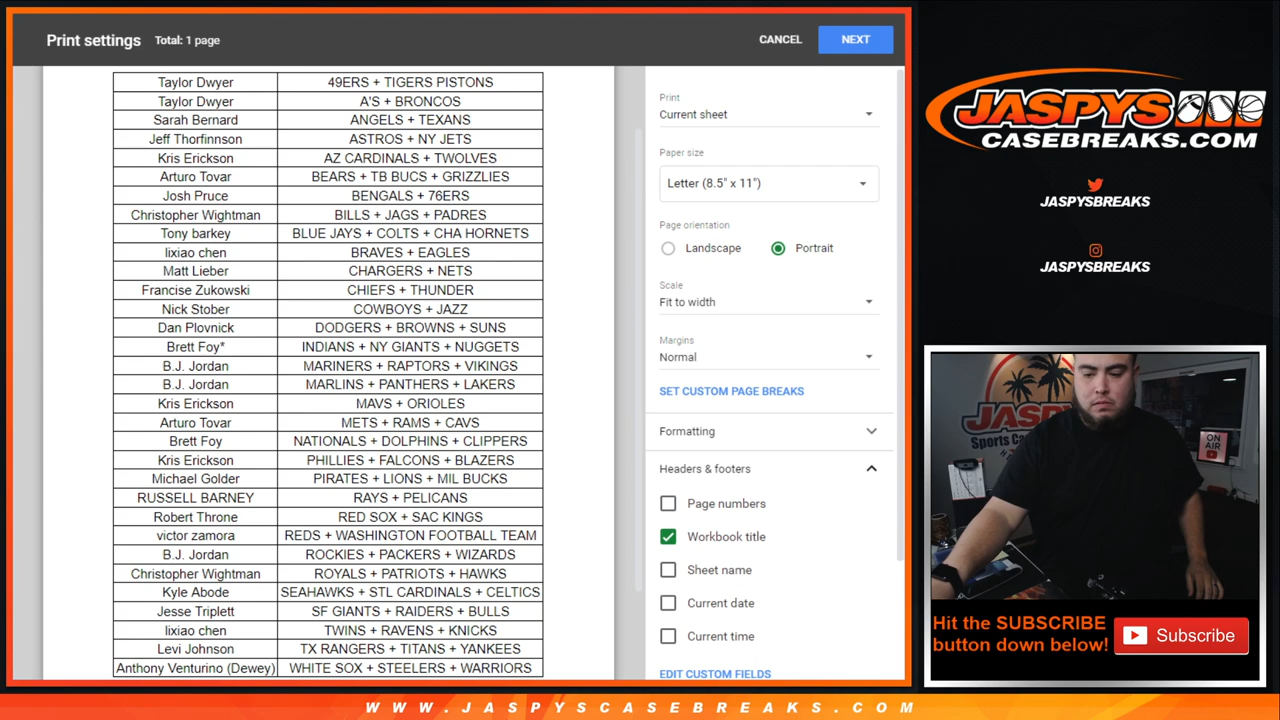 Print settings Total: 1 page CANCEL NEXT
Taylor Dwyer 49ERS + TIGERS PISTONS
Taylor Dwyer A'S + BRONCOS
Sarah Bernard ANGELS + TEXANS
Jeff Thorfinnson ASTROS + NY JETS
Kris Erickson AZ CARDINALS + TWOLVES
Arturo Tovar BEARS + TB BUCS + GRIZZLIES
Josh Pruce BENGALS + 76ERS
Christopher Wightman BILLS + JAGS + PADRES
Tony barkey BLUE JAYS + COLTS + CHA HORNETS
lixiao chen BRAVES + EAGLES
Matt Lieber CHARGERS + NETS
Francise Zukowski CHIEFS + THUNDER
Nick Stober COWBOYS + JAZZ
Dan Plovnick DODGERS + BROWNS + SUNS
Brett Foy* INDIANS + NY GIANTS + NUGGETS
B.J. Jordan MARINERS + RAPTORS + VIKINGS
B.J. Jordan MARLINS + PANTHERS + LAKERS
Kris Erickson MAVS + ORIOLES
Arturo Tovar METS + RAMS + CAVS
Brett Foy NATIONALS + DOLPHINS + CLIPPERS
Kris Erickson PHILLIES + FALCONS + BLAZERS
Michael Golder PIRATES + LIONS + MIL BUCKS
RUSSELL BARNEY RAYS + PELICANS
Robert Throne RED SOX + SAC KINGS
victor zamora REDS + WASHINGTON FOOTBALL TEAM
B.J. Jordan ROCKIES + PACKERS + WIZARDS
Christopher Wightman ROYALS + PATRIOTS + HAWKS
Kyle Abode SEAHAWKS + STL CARDINALS + CELTICS
Jesse Triplett SF GIANTS + RAIDERS + BULLS
lixiao chen TWINS + RAVENS + KNICKS
Levi Johnson TX RANGERS + TITANS + YANKEES
Anthony Venturino (Dewey) WHITE SOX + STEELERS + WARRIORS
Print
Current sheet
Paper size
Letter (8.5" x 11")
Page orientation
Landscape Portrait
Scale
Fit to width
Margins
Normal
SET CUSTOM PAGE BREAKS
Formatting
Headers & footers
Page numbers
Workbook title
Sheet name
Current date
Current time
EDIT CUSTOM FIELDS
JASPYS
CASEBREAKS.COM
JASPYSBREAKS
JASPYSBREAKS
JASPYS
ON
AIR
Hit the SUBSCRIBE
button down below!
Subscribe
WWW.JASPYSCASEBREAKS.COM